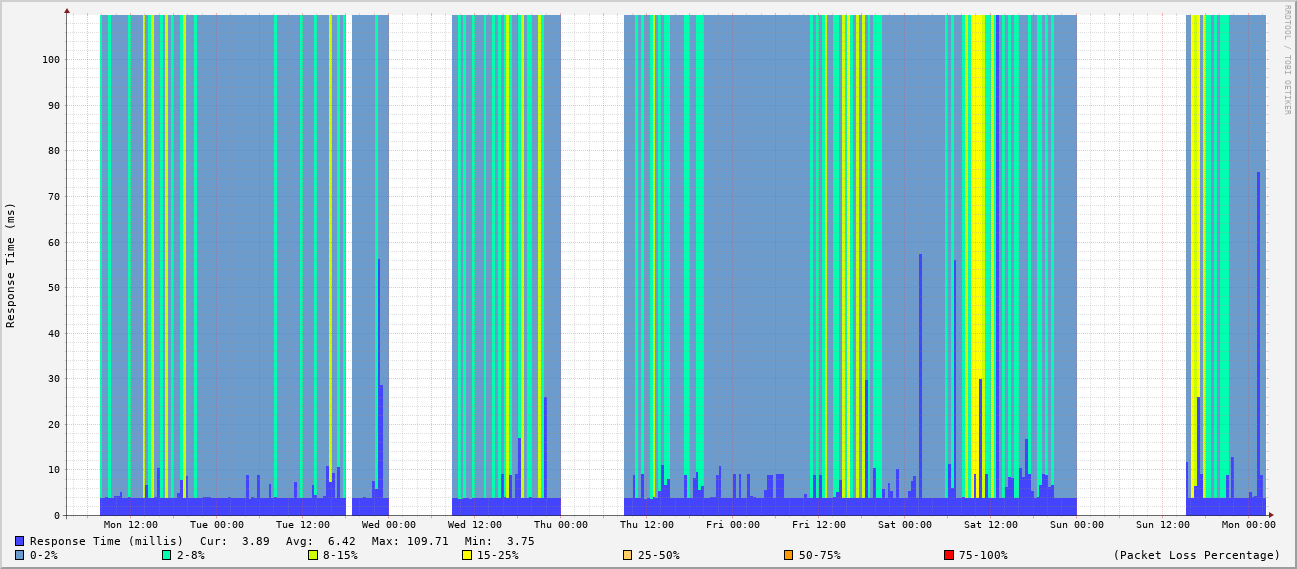 RRDTOOL / TOBI OETIKER
Response Time (ms)
100
90
80
70
60
50
40
30
20
10
0
Mon 12:00 Tue 00:00 Tue 12:00 Wed 00:00 Wed 12:00 Thu 00:00 Thu 12:00 Fri 00:00 Fri 12:00 Sat 00:00 Sat 12:00 Sun 00:00 Sun 12:00 Mon 00:00
Response Time (millis) Cur: 3.89 Avg: 6.42 Max: 109.71 Min: 3.75
0-2% 2-8% 8-15% 15-25% 25-50% 50-75% 75-100% (Packet Loss Percentage)